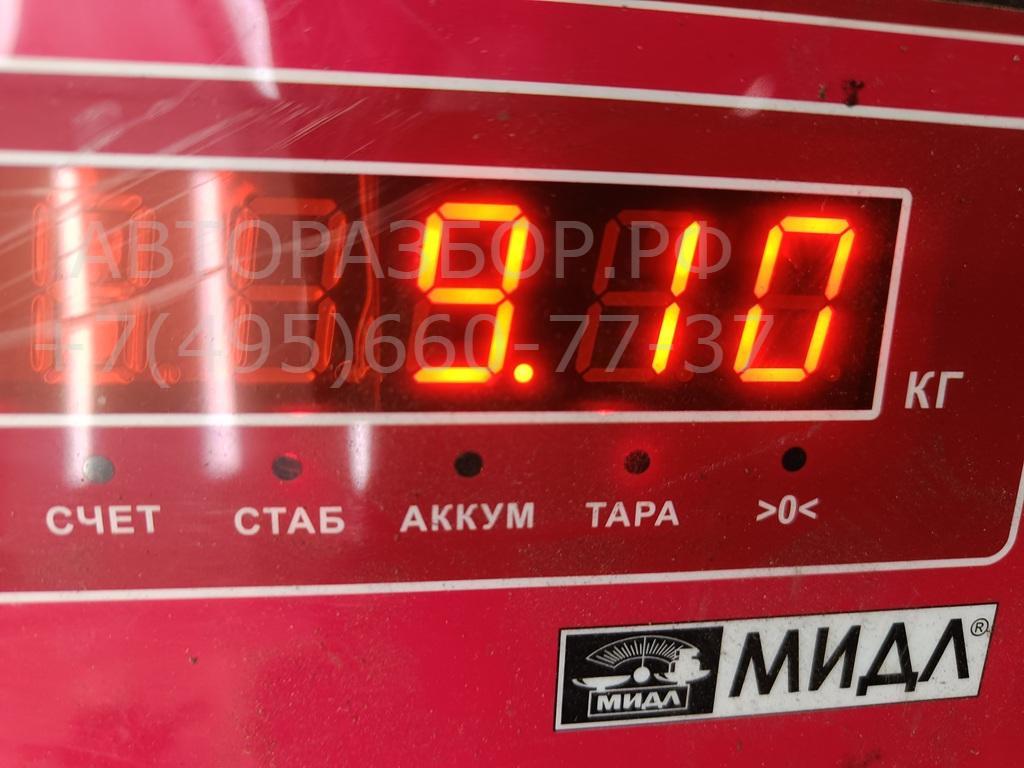 АВТОРАЗБОР.РФ
+7(495)660-77-37
9.10
КГ
СЧЕТ СТАБ АККУМ ТАРА >0<
МИДЛ МИДЛ®